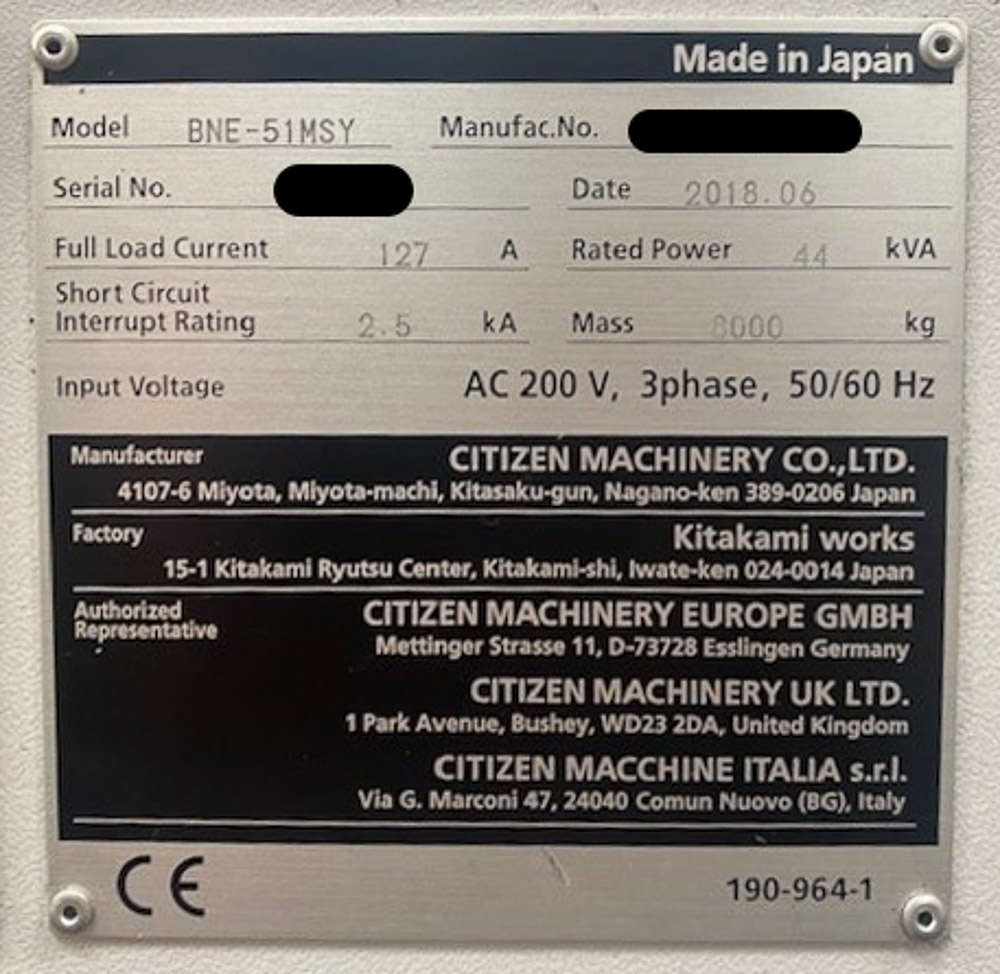 Made in Japan
Model BNE-51MSY Manufac.No.
Serial No. Date 2018.06
Full Load Current 127 A Rated Power 44 kVA
Short Circuit
Interrupt Rating 2.5 kA Mass 8000 kg
Input Voltage AC 200 V, 3phase, 50/60 Hz
Manufacturer CITIZEN MACHINERY CO.,LTD.
4107-6 Miyota, Miyota-machi, Kitasaku-gun, Nagano-ken 389-0206 Japan
Factory Kitakami works
15-1 Kitakami Ryutsu Center, Kitakami-shi, Iwate-ken 024-0014 Japan
Authorized
Representative CITIZEN MACHINERY EUROPE GMBH
Mettinger Strasse 11, D-73728 Esslingen Germany
CITIZEN MACHINERY UK LTD.
1 Park Avenue, Bushey, WD23 2DA, United Kingdom
CITIZEN MACCHINE ITALIA s.r.l.
Via G. Marconi 47, 24040 Comun Nuovo (BG), Italy
CE 190-964-1